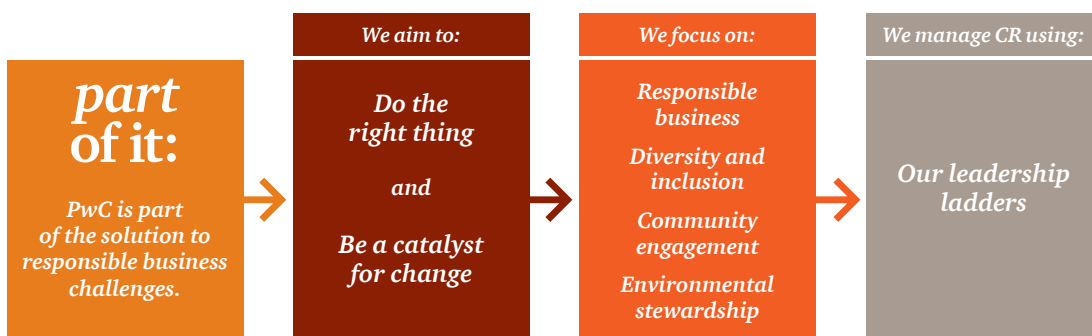 part
of it:
PwC is part
of the solution to
responsible business
challenges.
We aim to:
Do the
right thing
and
Be a catalyst
for change
We focus on:
Responsible
business
Diversity and
inclusion
Community
engagement
Environmental
stewardship
We manage CR using:
Our leadership
ladders